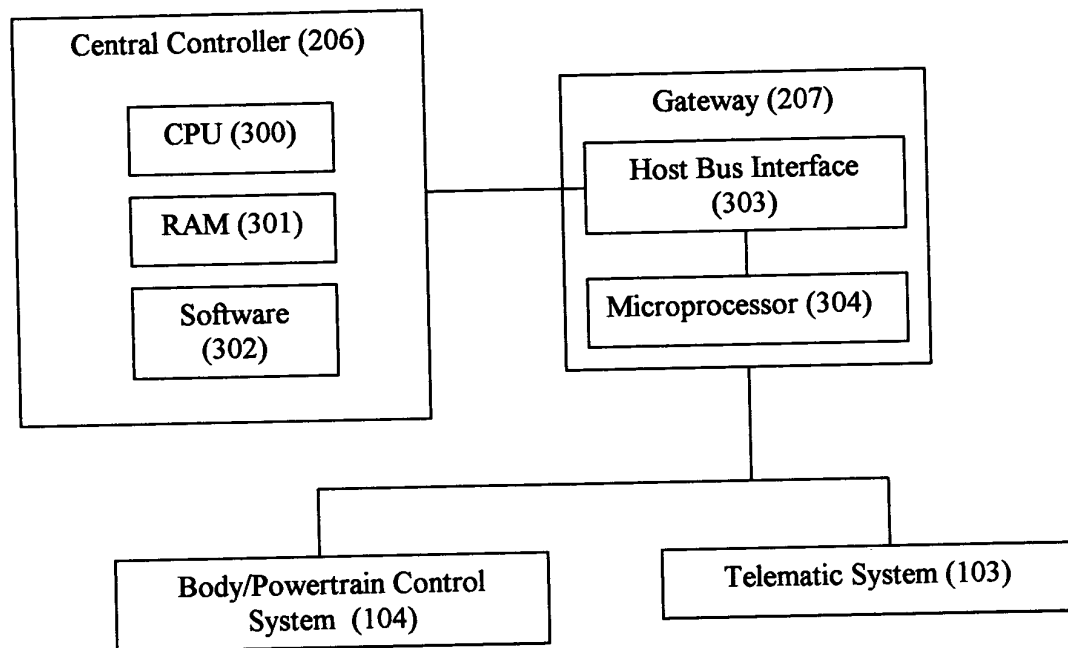 Central Controller (206)
CPU (300)
RAM (301)
Software
(302)
Gateway (207)
Host Bus Interface
(303)
Microprocessor (304)
Body/Powertrain Control
System (104)
Telematic System (103)